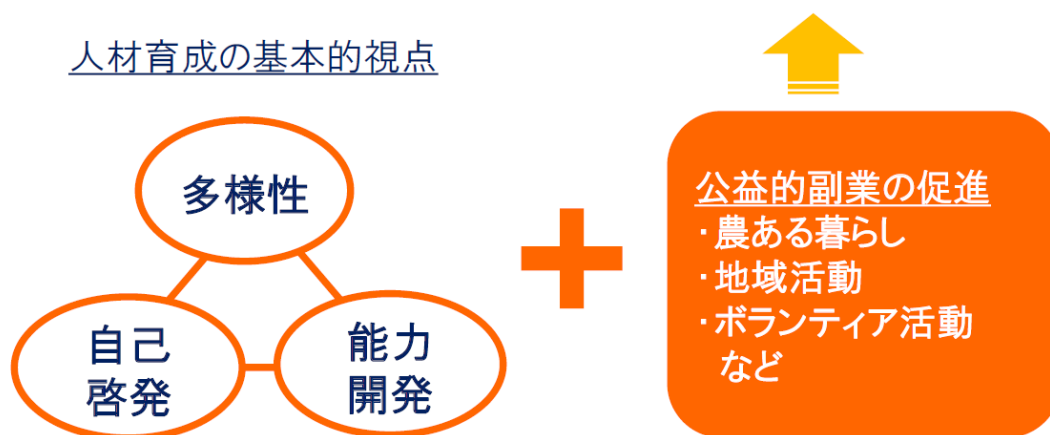 人材育成の基本的視点
多様性
自己
啓発
能力
開発
公益的副業の促進
・農ある暮らし
・地域活動
・ボランティア活動
など